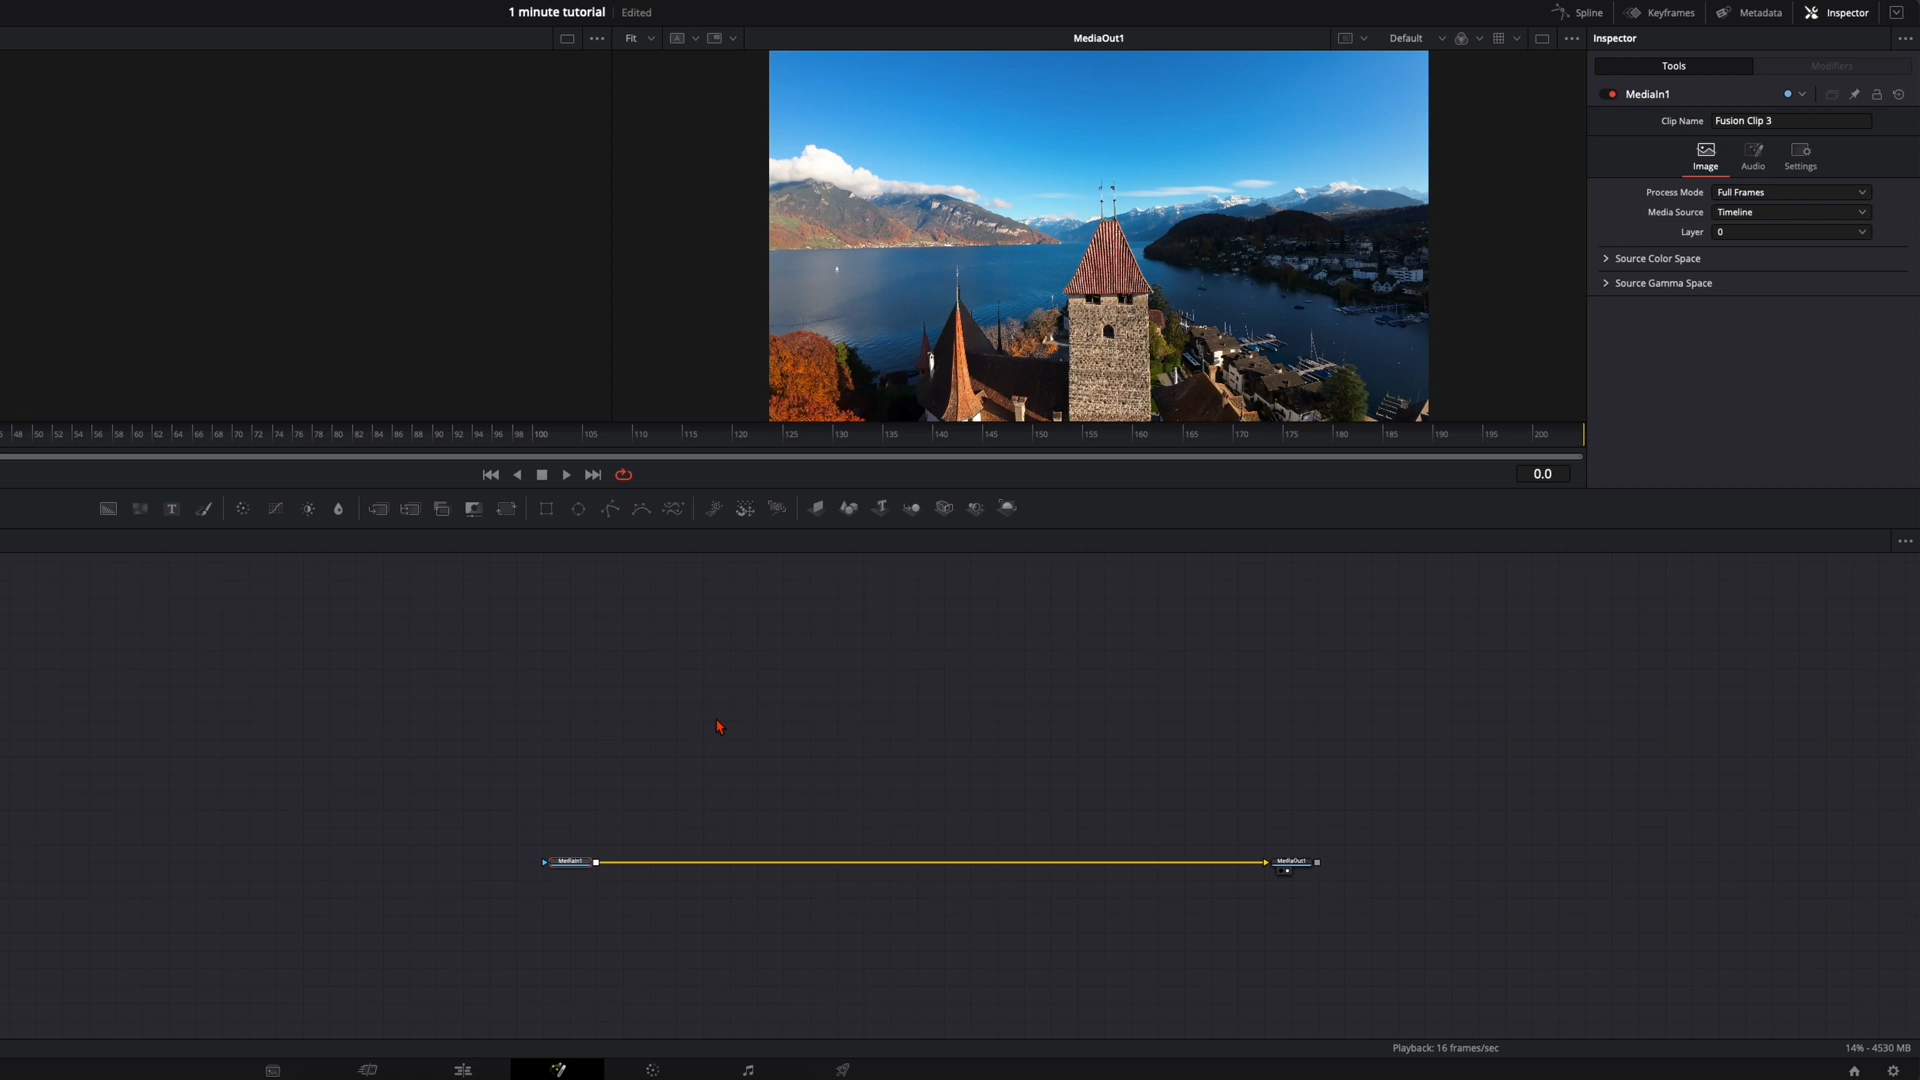 1 minute tutorial Edited
Spline Keyframes Metadata Inspector
Fit A MediaOut1 Default Inspector
Tools Modifiers
MediaIn1
Clip Name Fusion Clip 3
Image Audio Settings
Process Mode Full Frames
Media Source Timeline
Layer 0
Source Color Space
Source Gamma Space
48 50 52 54 56 58 60 62 64 66 68 70 72 74 76 78 80 82 84 86 88 90 92 94 96 98 100 105 110 115 120 125 130 135 140 145 150 155 160 165 170 175 180 185 190 195 200
0.0
T T
MediaIn1 MediaOut1
Playback: 16 frames/sec 14% - 4530 MB